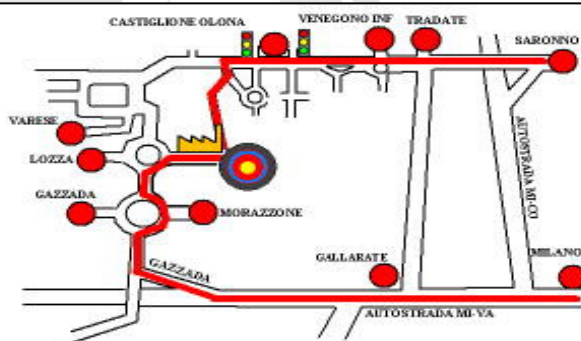 CASTIGLIONE OLONA
VENEGONO INF
TRADATE
SARONNO
VARESE
LOZZA
GAZZADA
MORAZZONE
AUTOSTRADA MI-CO
GAZZADA
GALLARATE
MILANO
AUTOSTRADA MI-VA